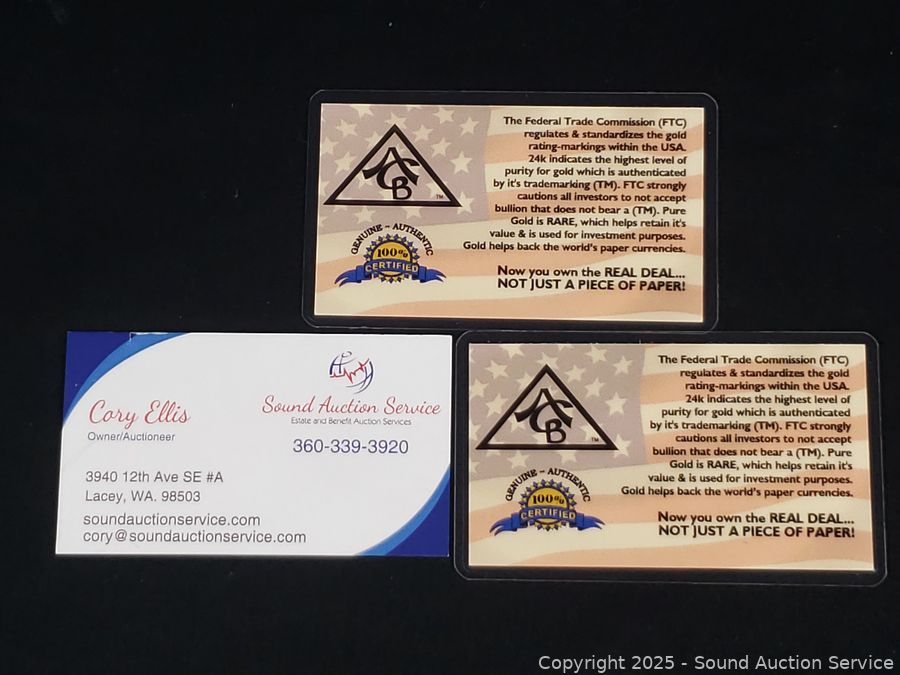 The Federal Trade Commission (FTC)
regulates & standardizes the gold
rating-markings within the USA.
24k indicates the highest level of
purity for gold which is authenticated
by it's trademarking (TM). FTC strongly
cautions all investors to not accept
bullion that does not bear a (TM). Pure
Gold is RARE, which helps retain it's
value & is used for investment purposes.
Gold helps back the world's paper currencies.
Now you own the REAL DEAL...
NOT JUST A PIECE OF PAPER!
ACB
TM
GENUINE - AUTHENTIC
100%
CERTIFIED
Cory Ellis
Owner/Auctioneer
Sound Auction Service
Estate and Benefit Auction Services
360-339-3920
3940 12th Ave SE #A
Lacey, WA. 98503
soundauctionservice.com
cory@soundauctionservice.com
The Federal Trade Commission (FTC)
regulates & standardizes the gold
rating-markings within the USA.
24k indicates the highest level of
purity for gold which is authenticated
by it's trademarking (TM). FTC strongly
cautions all investors to not accept
bullion that does not bear a (TM). Pure
Gold is RARE, which helps retain it's
value & is used for investment purposes.
Gold helps back the world's paper currencies.
Now you own the REAL DEAL...
NOT JUST A PIECE OF PAPER!
ACB
TM
GENUINE - AUTHENTIC
100%
CERTIFIED
Copyright 2025 - Sound Auction Service